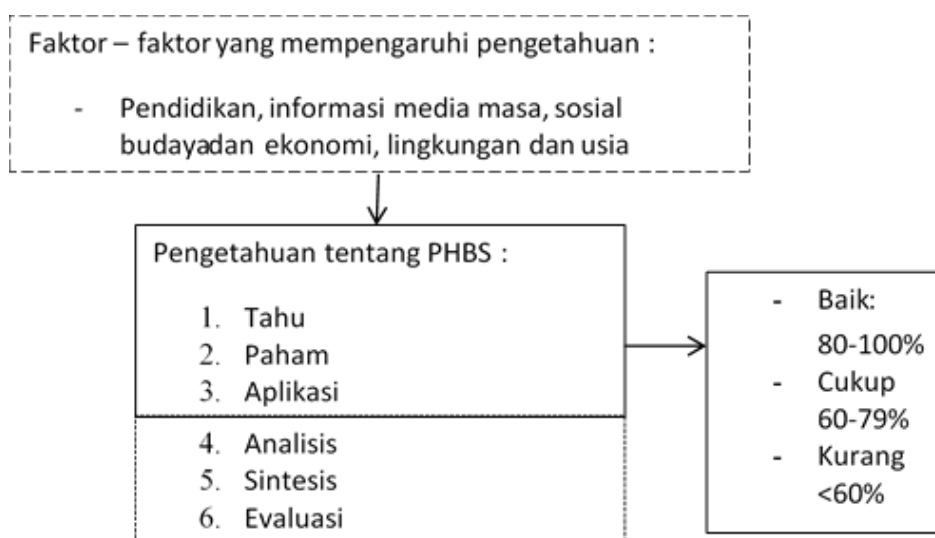 Faktor – faktor yang mempengaruhi pengetahuan :
- Pendidikan, informasi media masa, sosial
budayadan ekonomi, lingkungan dan usia
Pengetahuan tentang PHBS :
1. Tahu
2. Paham
3. Aplikasi
4. Analisis
5. Sintesis
6. Evaluasi
- Baik:
80-100%
- Cukup
60-79%
- Kurang
<60%